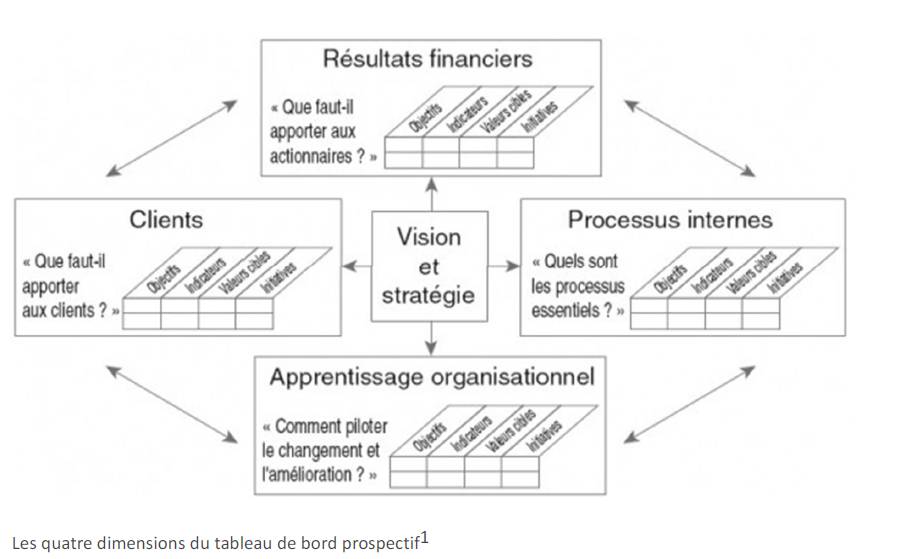 Résultats financiers
« Que faut-il
apporter aux
actionnaires ? »
Objectifs
Indicateurs
Valeurs cibles
Initiatives
Clients
« Que faut-il
apporter
aux clients ? »
Objectifs
Indicateurs
Valeurs cibles
Initiatives
Vision
et
stratégie
Processus internes
« Quels sont
les processus
essentiels ? »
Objectifs
Indicateurs
Valeurs cibles
Initiatives
Apprentissage organisationnel
« Comment piloter
le changement et
l'amélioration ? »
Objectifs
Indicateurs
Valeurs cibles
Initiatives
Les quatre dimensions du tableau de bord prospectif1